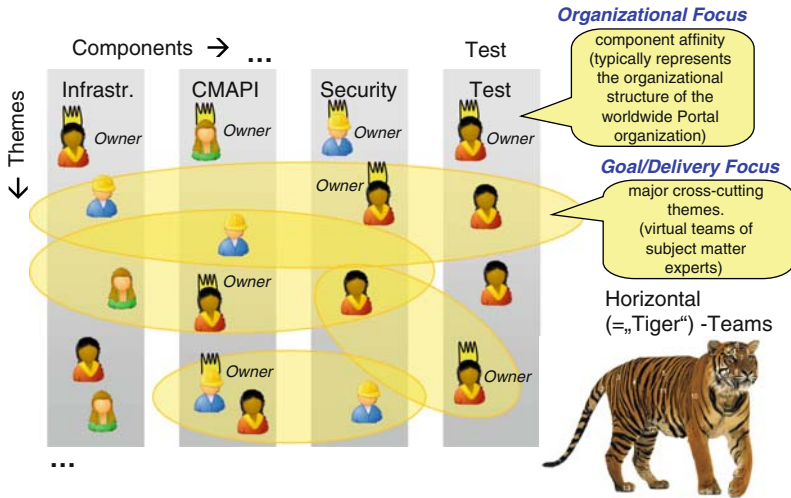 Organizational Focus
Components → ...
Test
component affinity
(typically represents
the organizational
structure of the
worldwide Portal
organization)
← Themes
Infrastr.
CMAPI
Security
Test
Owner
Owner
Owner
Owner
Goal/Delivery Focus
Owner
major cross-cutting
themes.
(virtual teams of
subject matter
experts)
Owner
Horizontal
(=„Tiger“) -Teams
Owner
Owner
...